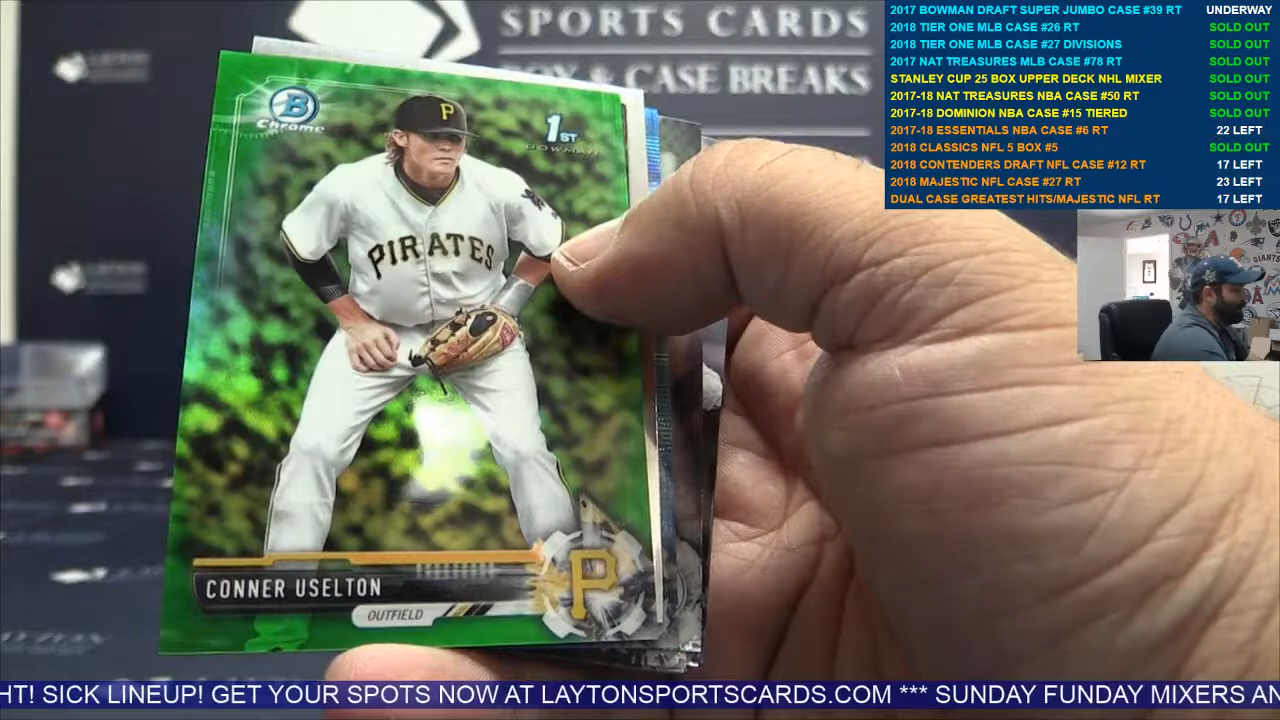 SPORTS CARDS
& CASE BREAKS
B
Chrome
1ST
BOWMAN
P
PIRATES
CONNER USELTON
OUTFIELD
P
2017 BOWMAN DRAFT SUPER JUMBO CASE #39 RT UNDERWAY
2018 TIER ONE MLB CASE #26 RT SOLD OUT
2018 TIER ONE MLB CASE #27 DIVISIONS SOLD OUT
2017 NAT TREASURES MLB CASE #78 RT SOLD OUT
STANLEY CUP 25 BOX UPPER DECK NHL MIXER SOLD OUT
2017-18 NAT TREASURES NBA CASE #50 RT SOLD OUT
2017-18 DOMINION NBA CASE #15 TIERED SOLD OUT
2017-18 ESSENTIALS NBA CASE #6 RT 22 LEFT
2018 CLASSICS NFL 5 BOX #5 SOLD OUT
2018 CONTENDERS DRAFT NFL CASE #12 RT 17 LEFT
2018 MAJESTIC NFL CASE #27 RT 23 LEFT
DUAL CASE GREATEST HITS/MAJESTIC NFL RT 17 LEFT
GIANTS
HT! SICK LINEUP! GET YOUR SPOTS NOW AT LAYTONSPORTSCARDS.COM *** SUNDAY FUNDAY MIXERS AN